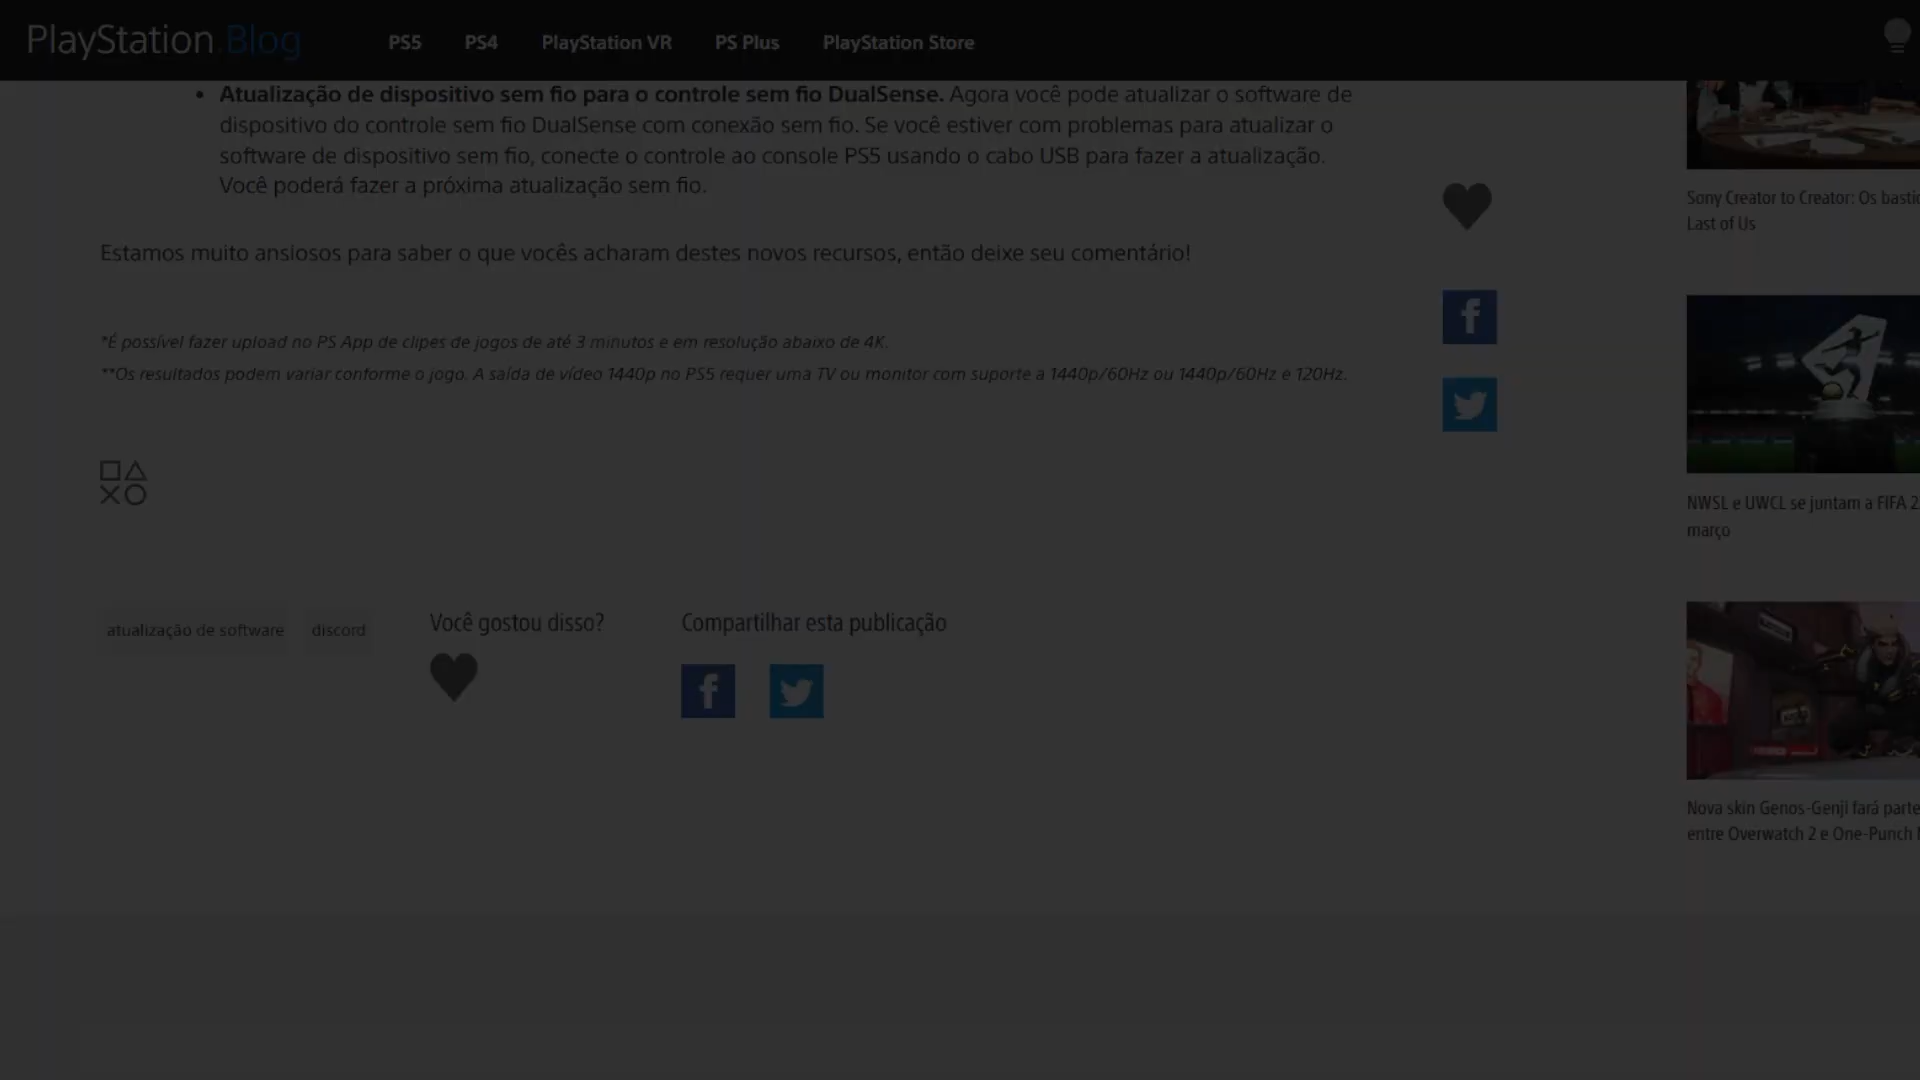 PlayStation.Blog
PS5
PS4
PlayStation VR
PS Plus
PlayStation Store
• Atualização de dispositivo sem fio para o controle sem fio DualSense. Agora você pode atualizar o software de
dispositivo do controle sem fio DualSense com conexão sem fio. Se você estiver com problemas para atualizar o
software de dispositivo sem fio, conecte o controle ao console PS5 usando o cabo USB para fazer a atualização.
Você poderá fazer a próxima atualização sem fio.
Estamos muito ansiosos para saber o que vocês acharam destes novos recursos, então deixe seu comentário!
*É possível fazer upload no PS App de clipes de jogos de até 3 minutos e em resolução abaixo de 4K.
**Os resultados podem variar conforme o jogo. A saída de vídeo 1440p no PS5 requer uma TV ou monitor com suporte a 1440p/60Hz ou 1440p/60Hz e 120Hz.
atualização de software
discord
Você gostou disso?
Compartilhar esta publicação
Sony Creator to Creator: Os
Last of Us
NWSL e UWCL se juntam a FIFA
março
Nova skin Genos-Genji fará parte
entre Overwatch 2 e One-Punch